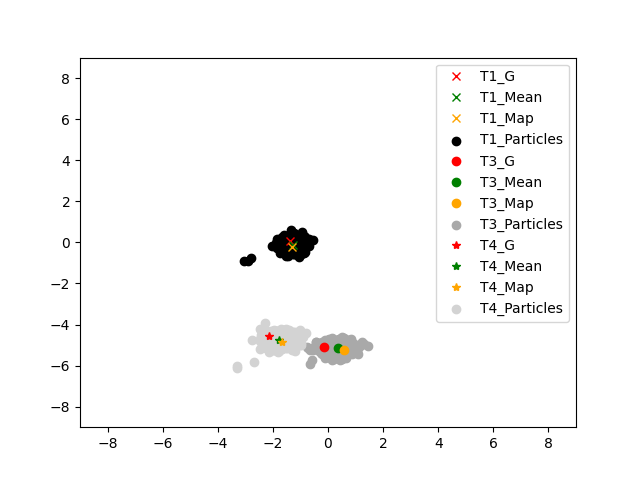 8
6
4
2
0
−2
−4
−6
−8
−8
−6
−4
−2
0
2
4
6
8
T1_G
T1_Mean
T1_Map
T1_Particles
T3_G
T3_Mean
T3_Map
T3_Particles
T4_G
T4_Mean
T4_Map
T4_Particles